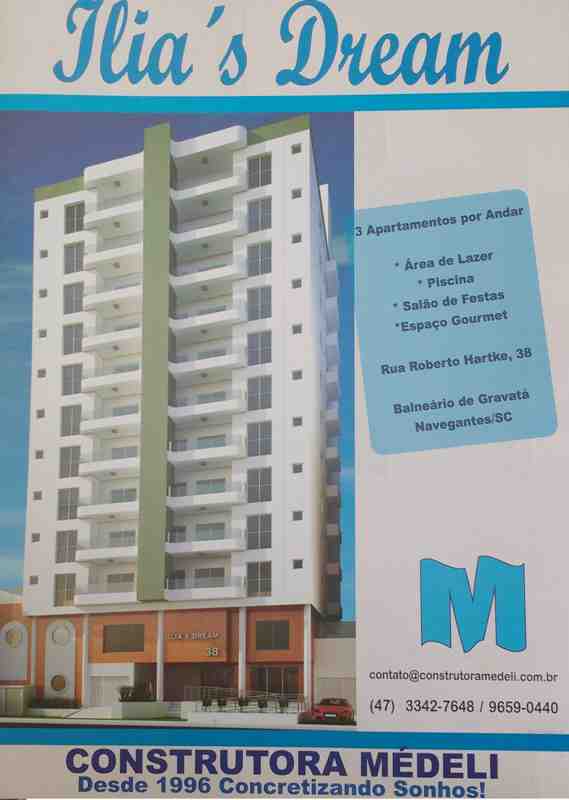 Ilia´s Dream
3 Apartamentos por Andar
* Área de Lazer
* Piscina
* Salão de Festas
*Espaço Gourmet
Rua Roberto Hartke, 38
Balneário de Gravatá
Navegantes/SC
ILIA´S DREAM
38
M
contato@construtoramedeli.com.br
(47) 3342-7648 / 9659-0440
CONSTRUTORA MÉDELI
Desde 1996 Concretizando Sonhos!